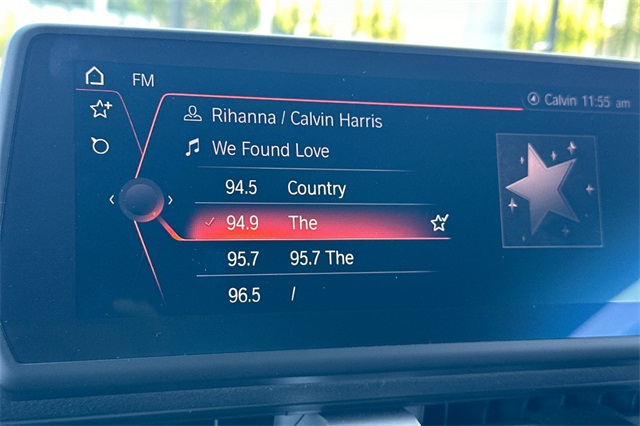 FM
Calvin 11:55 am
Rihanna / Calvin Harris
We Found Love
94.5 Country
94.9 The
95.7 95.7 The
96.5 /